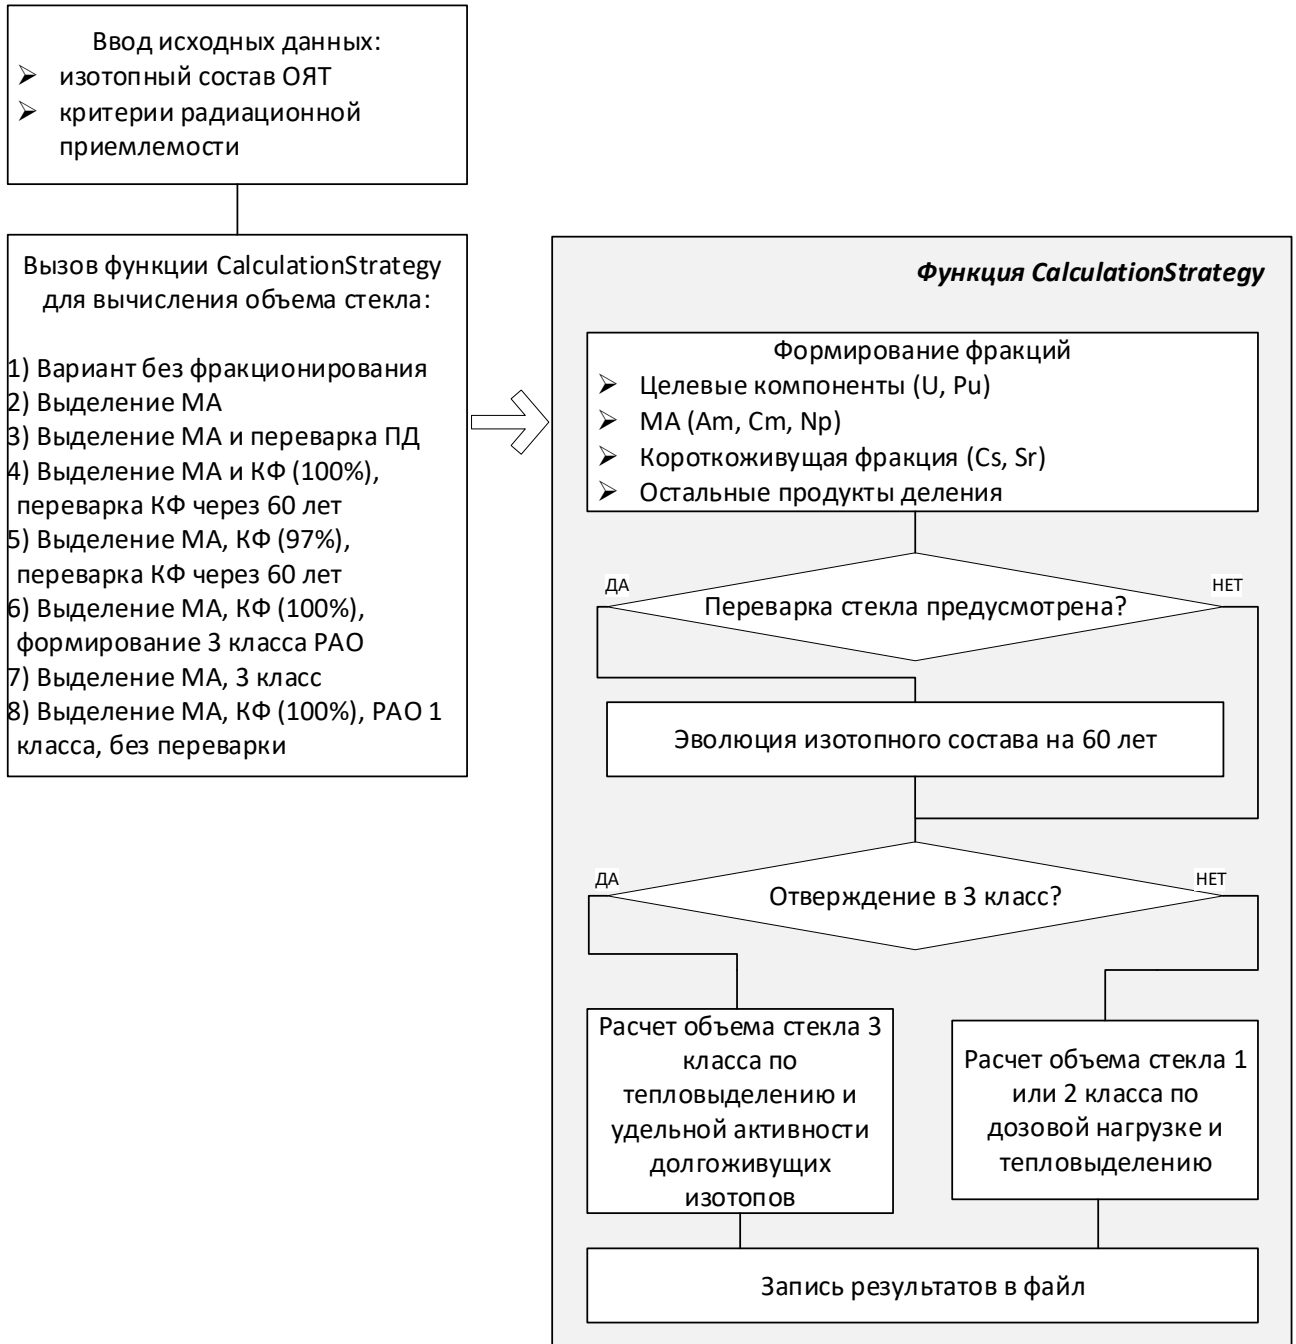 Ввод исходных данных:
➢ изотопный состав ОЯТ
➢ критерии радиационной
приемлемости
Вызов функции CalculationStrategy
для вычисления объема стекла:
1) Вариант без фракционирования
2) Выделение МА
3) Выделение МА и переварка ПД
4) Выделение МА и КФ (100%),
переварка КФ через 60 лет
5) Выделение МА, КФ (97%),
переварка КФ через 60 лет
6) Выделение МА, КФ (100%),
формирование 3 класса РАО
7) Выделение МА, 3 класс
8) Выделение МА, КФ (100%), РАО 1
класса, без переварки
Функция CalculationStrategy
Формирование фракций
➢ Целевые компоненты (U, Pu)
➢ МА (Am, Cm, Np)
➢ Короткоживущая фракция (Cs, Sr)
➢ Остальные продукты деления
ДА
Переварка стекла предусмотрена?
НЕТ
Эволюция изотопного состава на 60 лет
ДА
Отверждение в 3 класс?
НЕТ
Расчет объема стекла 3
класса по
тепловыделению и
удельной активности
долгоживущих
изотопов
Расчет объема стекла 1
или 2 класса по
дозовой нагрузке и
тепловыделению
Запись результатов в файл